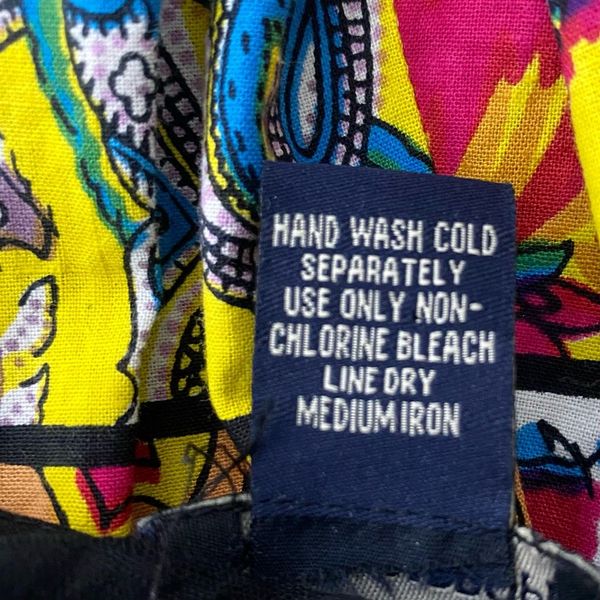 HAND WASH COLD
SEPARATELY
USE ONLY NON-
CHLORINE BLEACH
LINE DRY
MEDIUM IRON